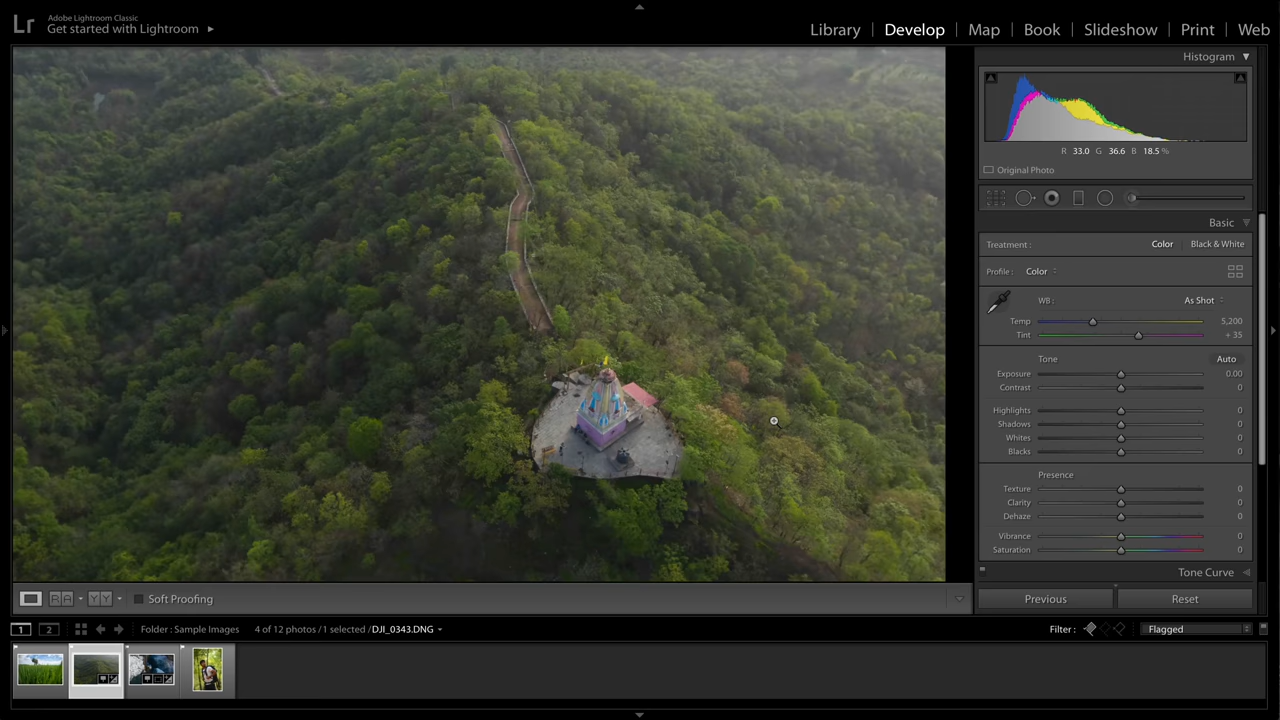 Lr
Adobe Lightroom Classic
Get started with Lightroom
Library | Develop | Map | Book | Slideshow | Print | Web
Histogram
R 33.0 G 36.6 B 18.5 %
Original Photo
Basic
Treatment : Color Black & White
Profile : Color
WB : As Shot
Temp 5,200
Tint + 35
Tone Auto
Exposure 0.00
Contrast 0
Highlights 0
Shadows 0
Whites 0
Blacks 0
Presence
Texture 0
Clarity 0
Dehaze 0
Vibrance 0
Saturation 0
Tone Curve
R A Y Y Soft Proofing
Previous Reset
1 2 Folder : Sample Images 4 of 12 photos / 1 selected / DJI_0343.DNG Filter : Flagged